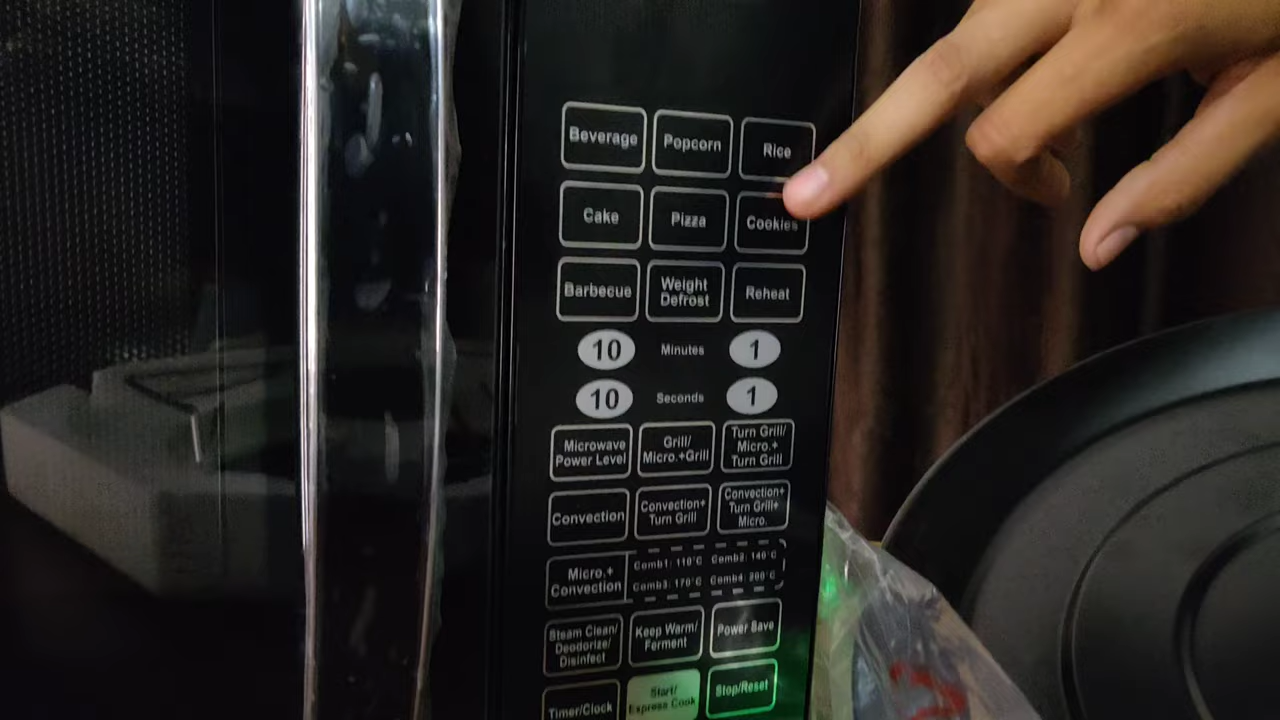 Beverage Popcorn Rice
Cake Pizza Cookies
Barbecue Weight Defrost Reheat
10 Minutes 1
10 Seconds 1
Microwave Power Level Grill/ Micro.+Grill Turn Grill/ Micro.+ Turn Grill
Convection Convection+ Turn Grill Convection+ Turn Grill+ Micro.
Micro.+ Convection Comb1: 110°C Comb2: 140°C
Comb3: 170°C Comb4: 200°C
Steam Clean/ Deodorize/ Disinfect Keep Warm/ Ferment Power Save
Timer/Clock Start/ Express Cook Stop/Reset